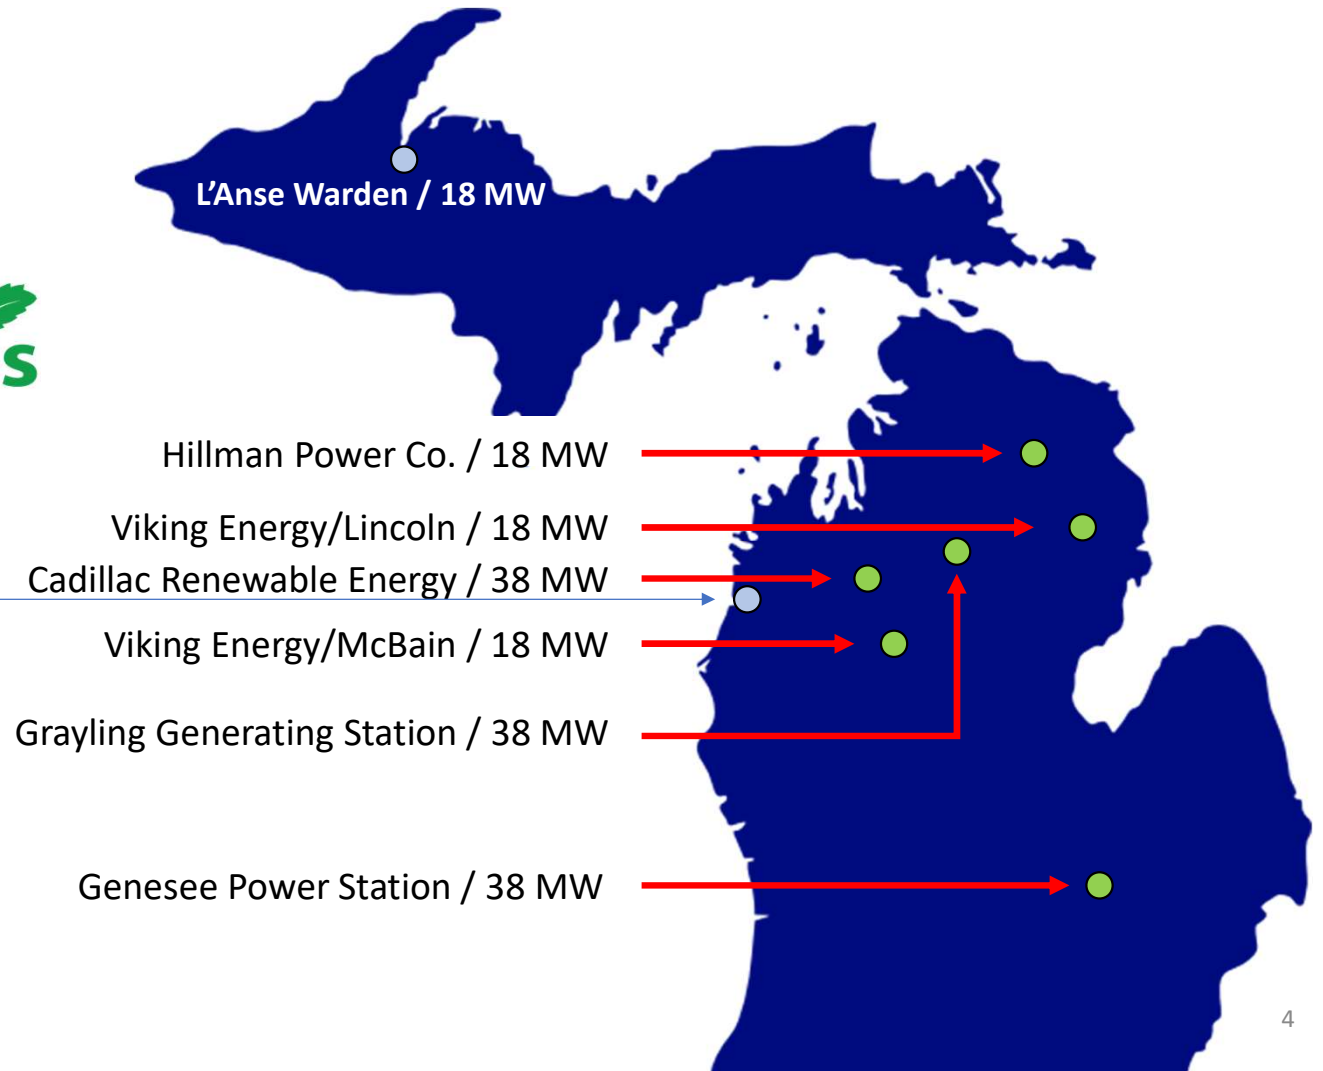 L’Anse Warden / 18 MW
s
Hillman Power Co. / 18 MW
Viking Energy/Lincoln / 18 MW
Cadillac Renewable Energy / 38 MW
Viking Energy/McBain / 18 MW
Grayling Generating Station / 38 MW
Genesee Power Station / 38 MW
4